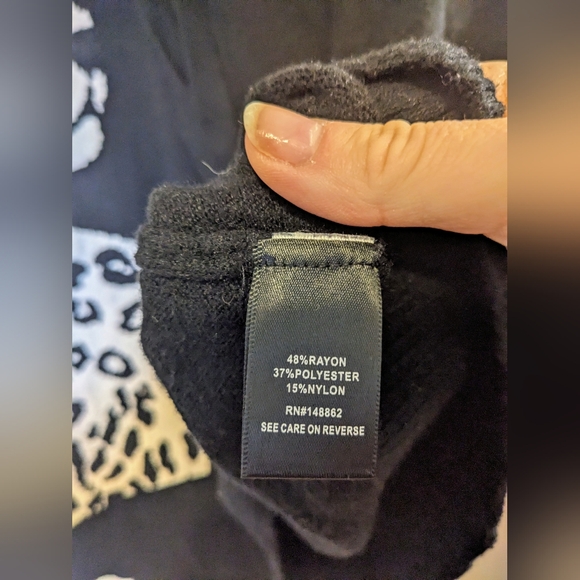 48%RAYON
37%POLYESTER
15%NYLON
RN#148862
SEE CARE ON REVERSE